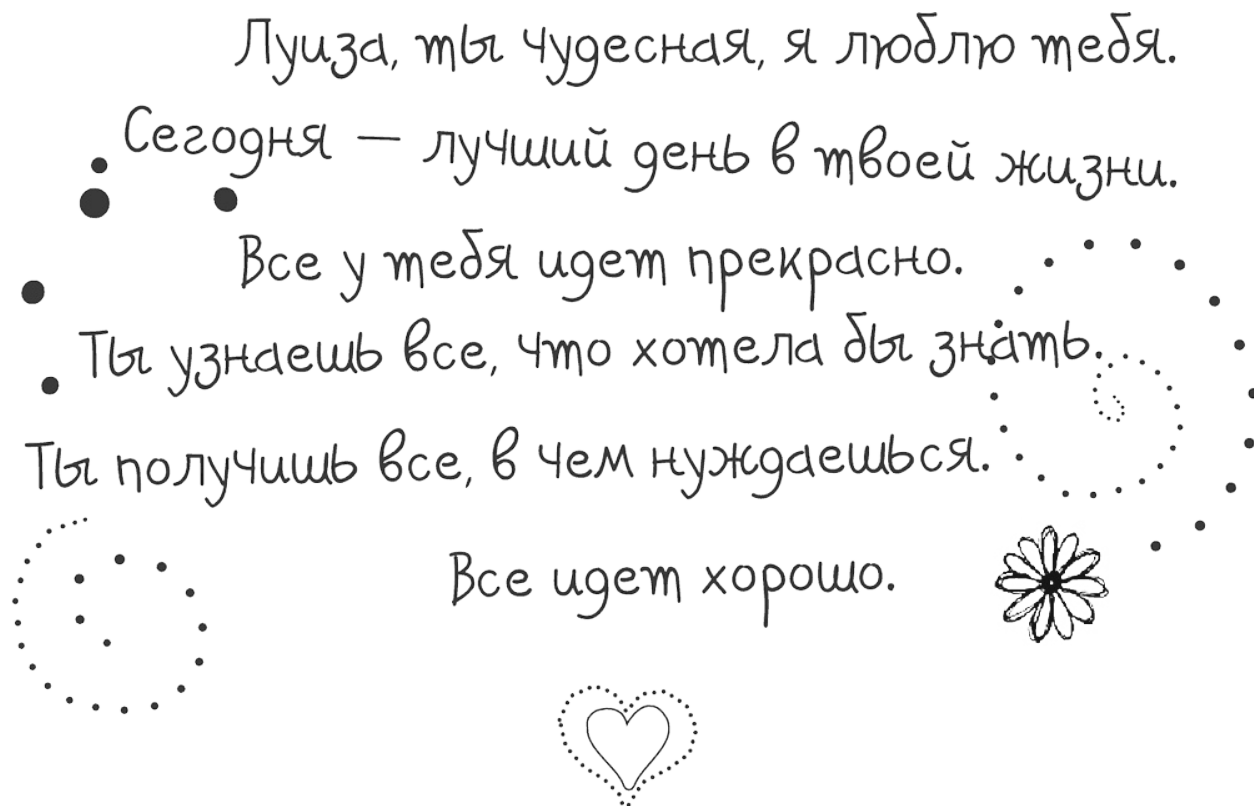 Луиза, ты чудесная, я люблю тебя.
Сегодня — лучший день в твоей жизни.
Все у тебя идет прекрасно.
Ты узнаешь все, что хотела бы знать.
Ты получишь все, в чем нуждаешься.
Все идет хорошо.